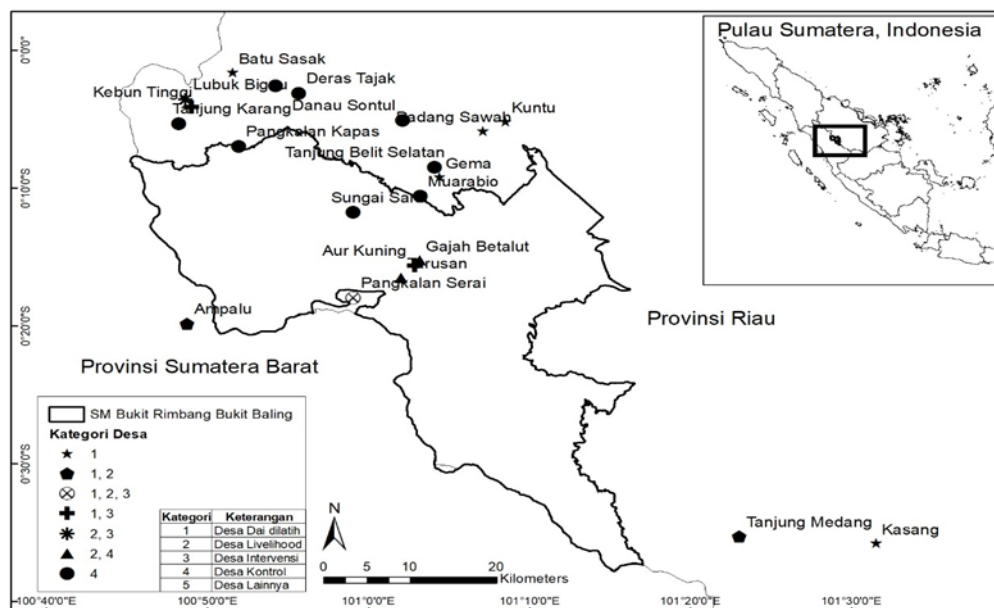 Pulau Sumatera, Indonesia
0°0'0"
0°10'0"S
0°20'0"S
0°30'0"S
Batu Sasak
Lubuk Bigau
Deras Tajak
Kebun Tinggi
Tanjung Karang
Danau Sontul
Padang Sawah
Kuntu
Pangkalan Kapas
Tanjung Belit Selatan
Gema
Muarabio
Sungai Santi
Aur Kuning
Gajah Betalut
Terusan
Pangkalan Serai
Ampalu
Provinsi Riau
Provinsi Sumatera Barat
Tanjung Medang
Kasang
SM Bukit Rimbang Bukit Baling
Kategori Desa
1
1, 2
1, 2, 3
1, 3
2, 3
2, 4
4
Kategori Keterangan
1 Desa Dai dilatih
2 Desa Livelihood
3 Desa Intervensi
4 Desa Kontrol
5 Desa Lainnya
N
0 5 10 20
Kilometers
100°40'0"E
100°50'0"E
101°0'0"E
101°10'0"E
101°20'0"E
101°30'0"E